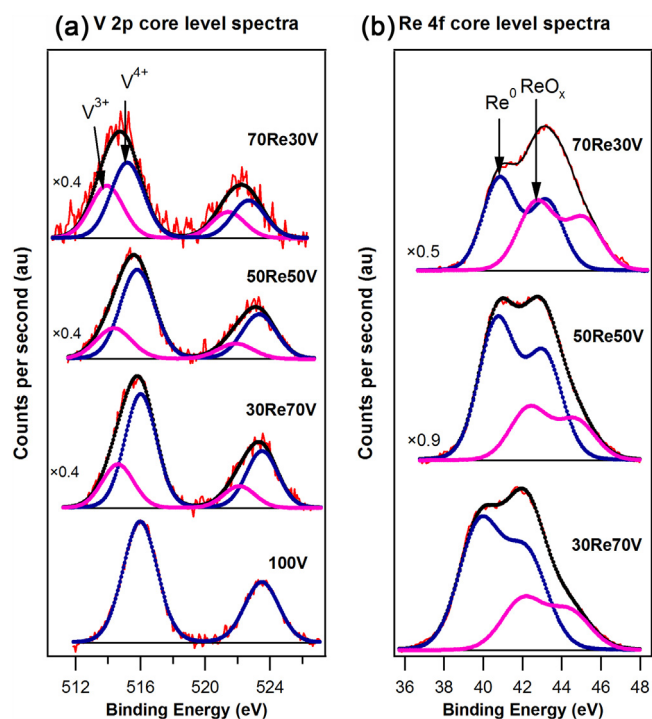 (a) V 2p core level spectra
V³⁺
V⁴⁺
70Re30V
×0.4
50Re50V
×0.4
30Re70V
×0.4
100V
Counts per second (au)
512 516 520 524
Binding Energy (eV)
(b) Re 4f core level spectra
Re⁰
ReOₓ
70Re30V
×0.5
50Re50V
×0.9
30Re70V
Counts per second (au)
36 38 40 42 44 46 48
Binding Energy (eV)